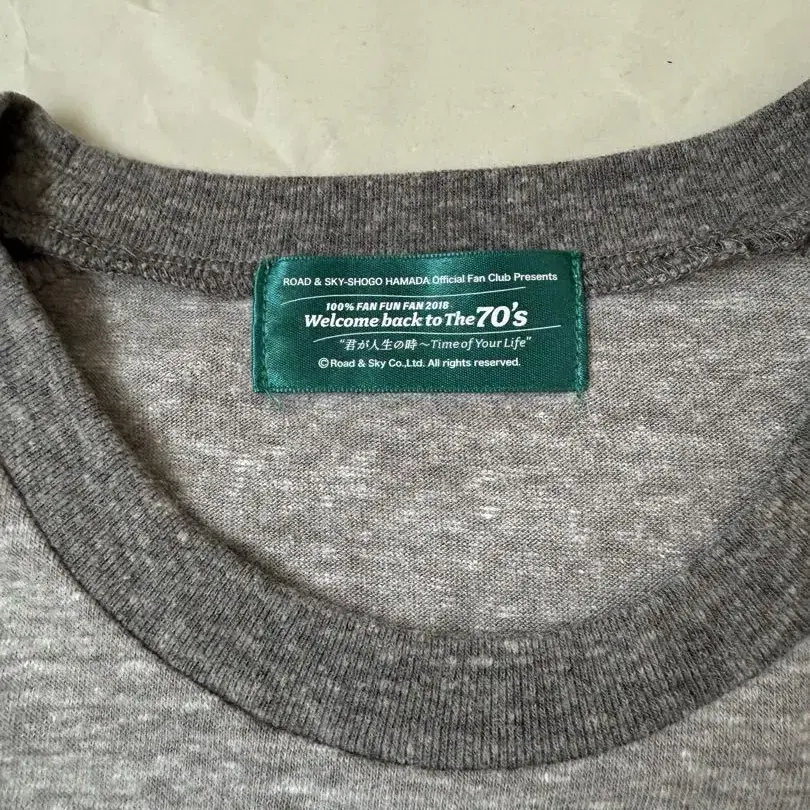 ROAD & SKY-SHOGO HAMADA Official Fan Club Presents
100% FAN FUN FAN 2018
Welcome back to The 70's
"君が人生の時～Time of Your Life"
©Road & Sky Co.,Ltd. All rights reserved.